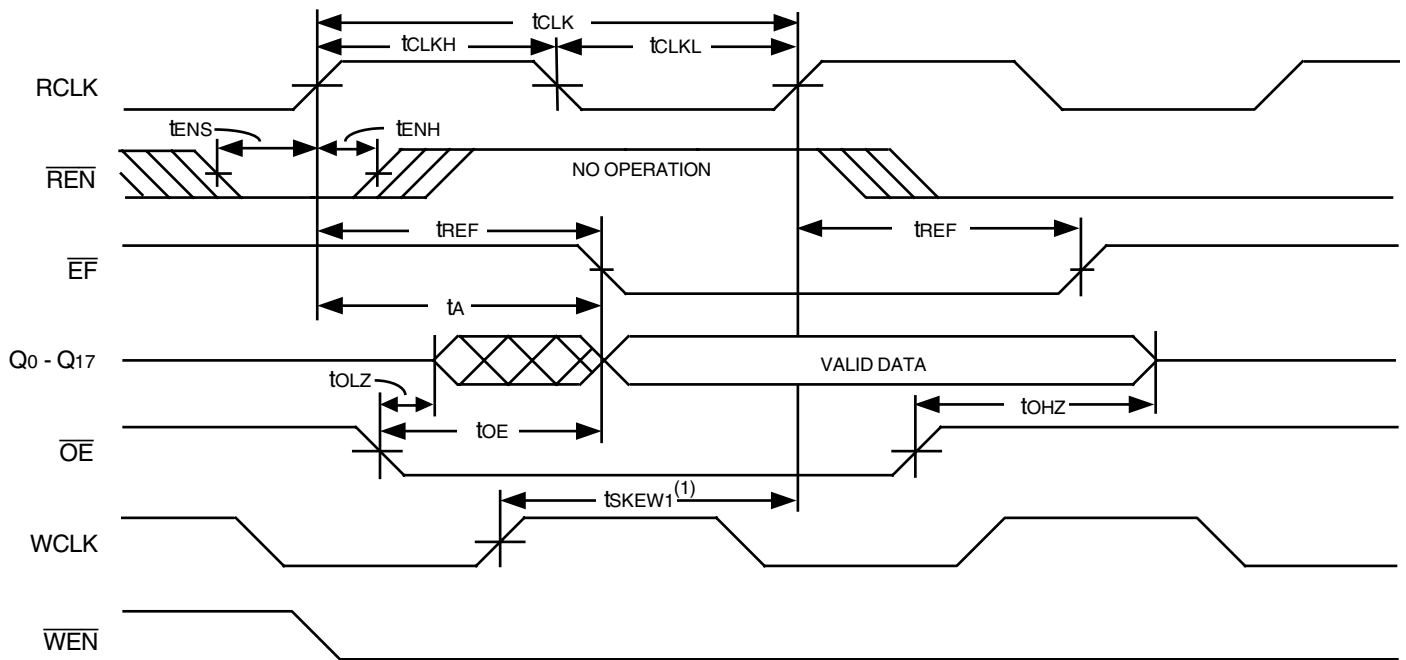 tCLK
tCLKH
tCLKL
RCLK
tENS
tENH
REN
NO OPERATION
tREF
tREF
EF
tA
Q0 - Q17
VALID DATA
tOLZ
tOHZ
tOE
OE
tSKEW1(1)
WCLK
WEN